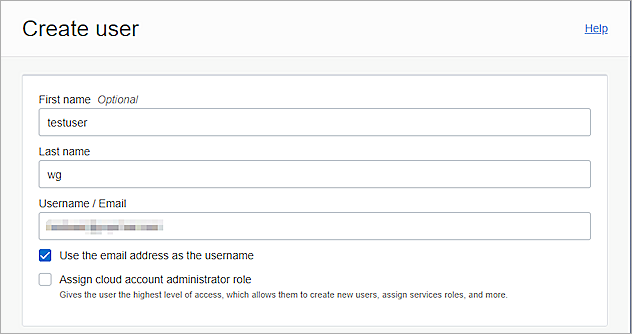 Create user
Help
First name Optional
testuser
Last name
wg
Username / Email
Use the email address as the username
Assign cloud account administrator role
Gives the user the highest level of access, which allows them to create new users, assign services roles, and more.